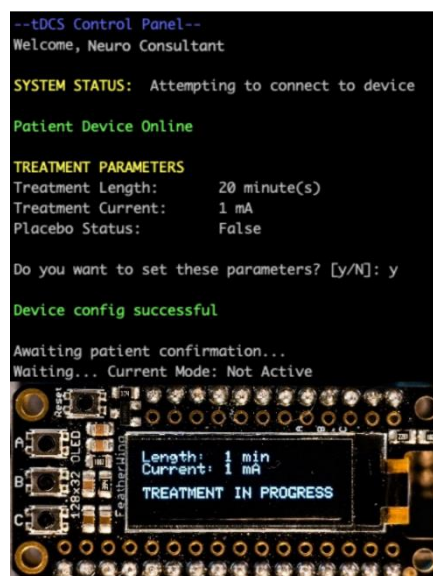 --tDCS Control Panel--
Welcome, Neuro Consultant
SYSTEM STATUS: Attempting to connect to device
Patient Device Online
TREATMENT PARAMETERS
Treatment Length: 20 minute(s)
Treatment Current: 1 mA
Placebo Status: False
Do you want to set these parameters? [y/N]: y
Device config successful
Awaiting patient confirmation...
Waiting... Current Mode: Not Active
Reset
A
B
C
128x32 OLED
FeatherWing
A B C
Length: 1 min
Current: 1 mA
TREATMENT IN PROGRESS